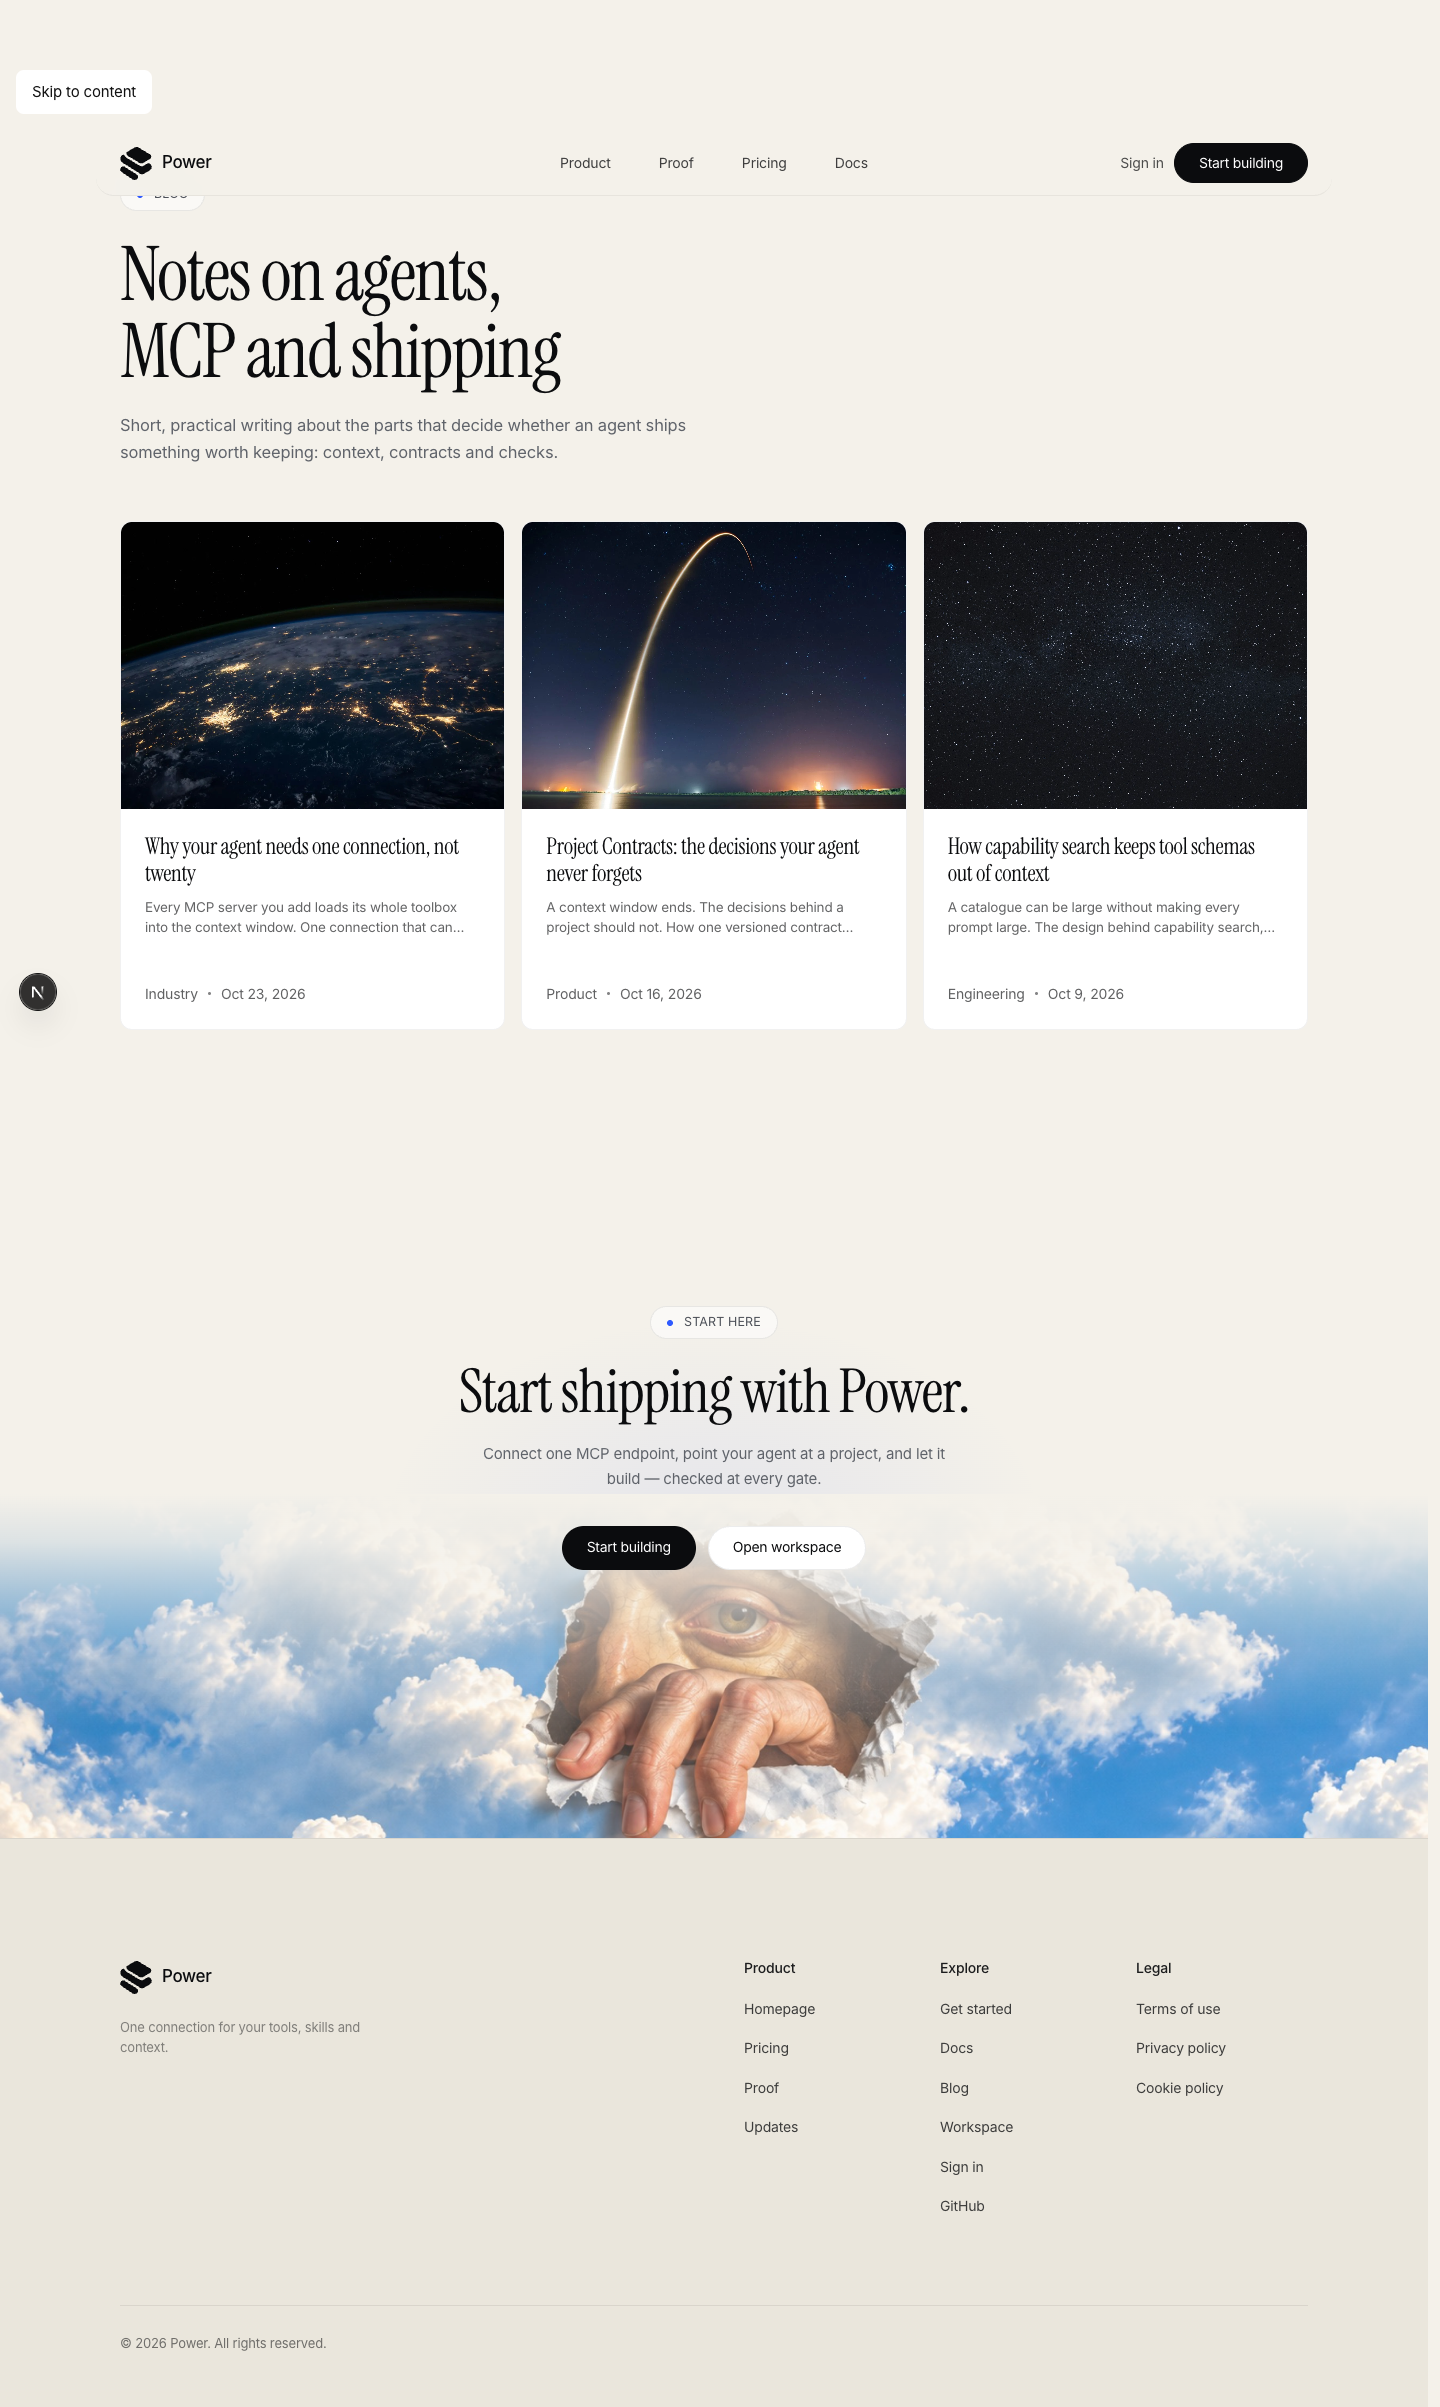 Skip to content
Power
Product
Proof
Pricing
Docs
Sign in
Start building
BLOG
Notes on agents,
MCP and shipping
Short, practical writing about the parts that decide whether an agent ships
something worth keeping: context, contracts and checks.
Why your agent needs one connection, not
twenty
Every MCP server you add loads its whole toolbox
into the context window. One connection that can...
Industry • Oct 23, 2026
Project Contracts: the decisions your agent
never forgets
A context window ends. The decisions behind a
project should not. How one versioned contract...
Product • Oct 16, 2026
How capability search keeps tool schemas
out of context
A catalogue can be large without making every
prompt large. The design behind capability search,...
Engineering • Oct 9, 2026
N
START HERE
Start shipping with Power.
Connect one MCP endpoint, point your agent at a project, and let it
build — checked at every gate.
Start building
Open workspace
Power
One connection for your tools, skills and
context.
Product
Homepage
Pricing
Proof
Updates
Explore
Get started
Docs
Blog
Workspace
Sign in
GitHub
Legal
Terms of use
Privacy policy
Cookie policy
© 2026 Power. All rights reserved.